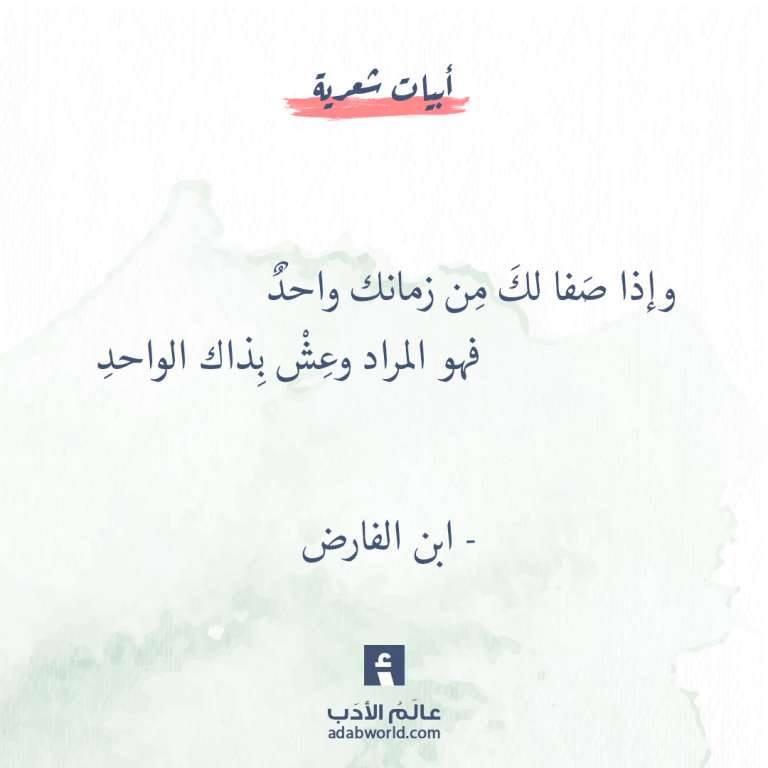 أبيات شعرية
وإذا صَفا لكَ مِن زمانك واحدٌ
فهو المراد وعِشْ بِذاك الواحدِ
- ابن الفارض
أ
عالَمُ الأدَب
adabworld.com